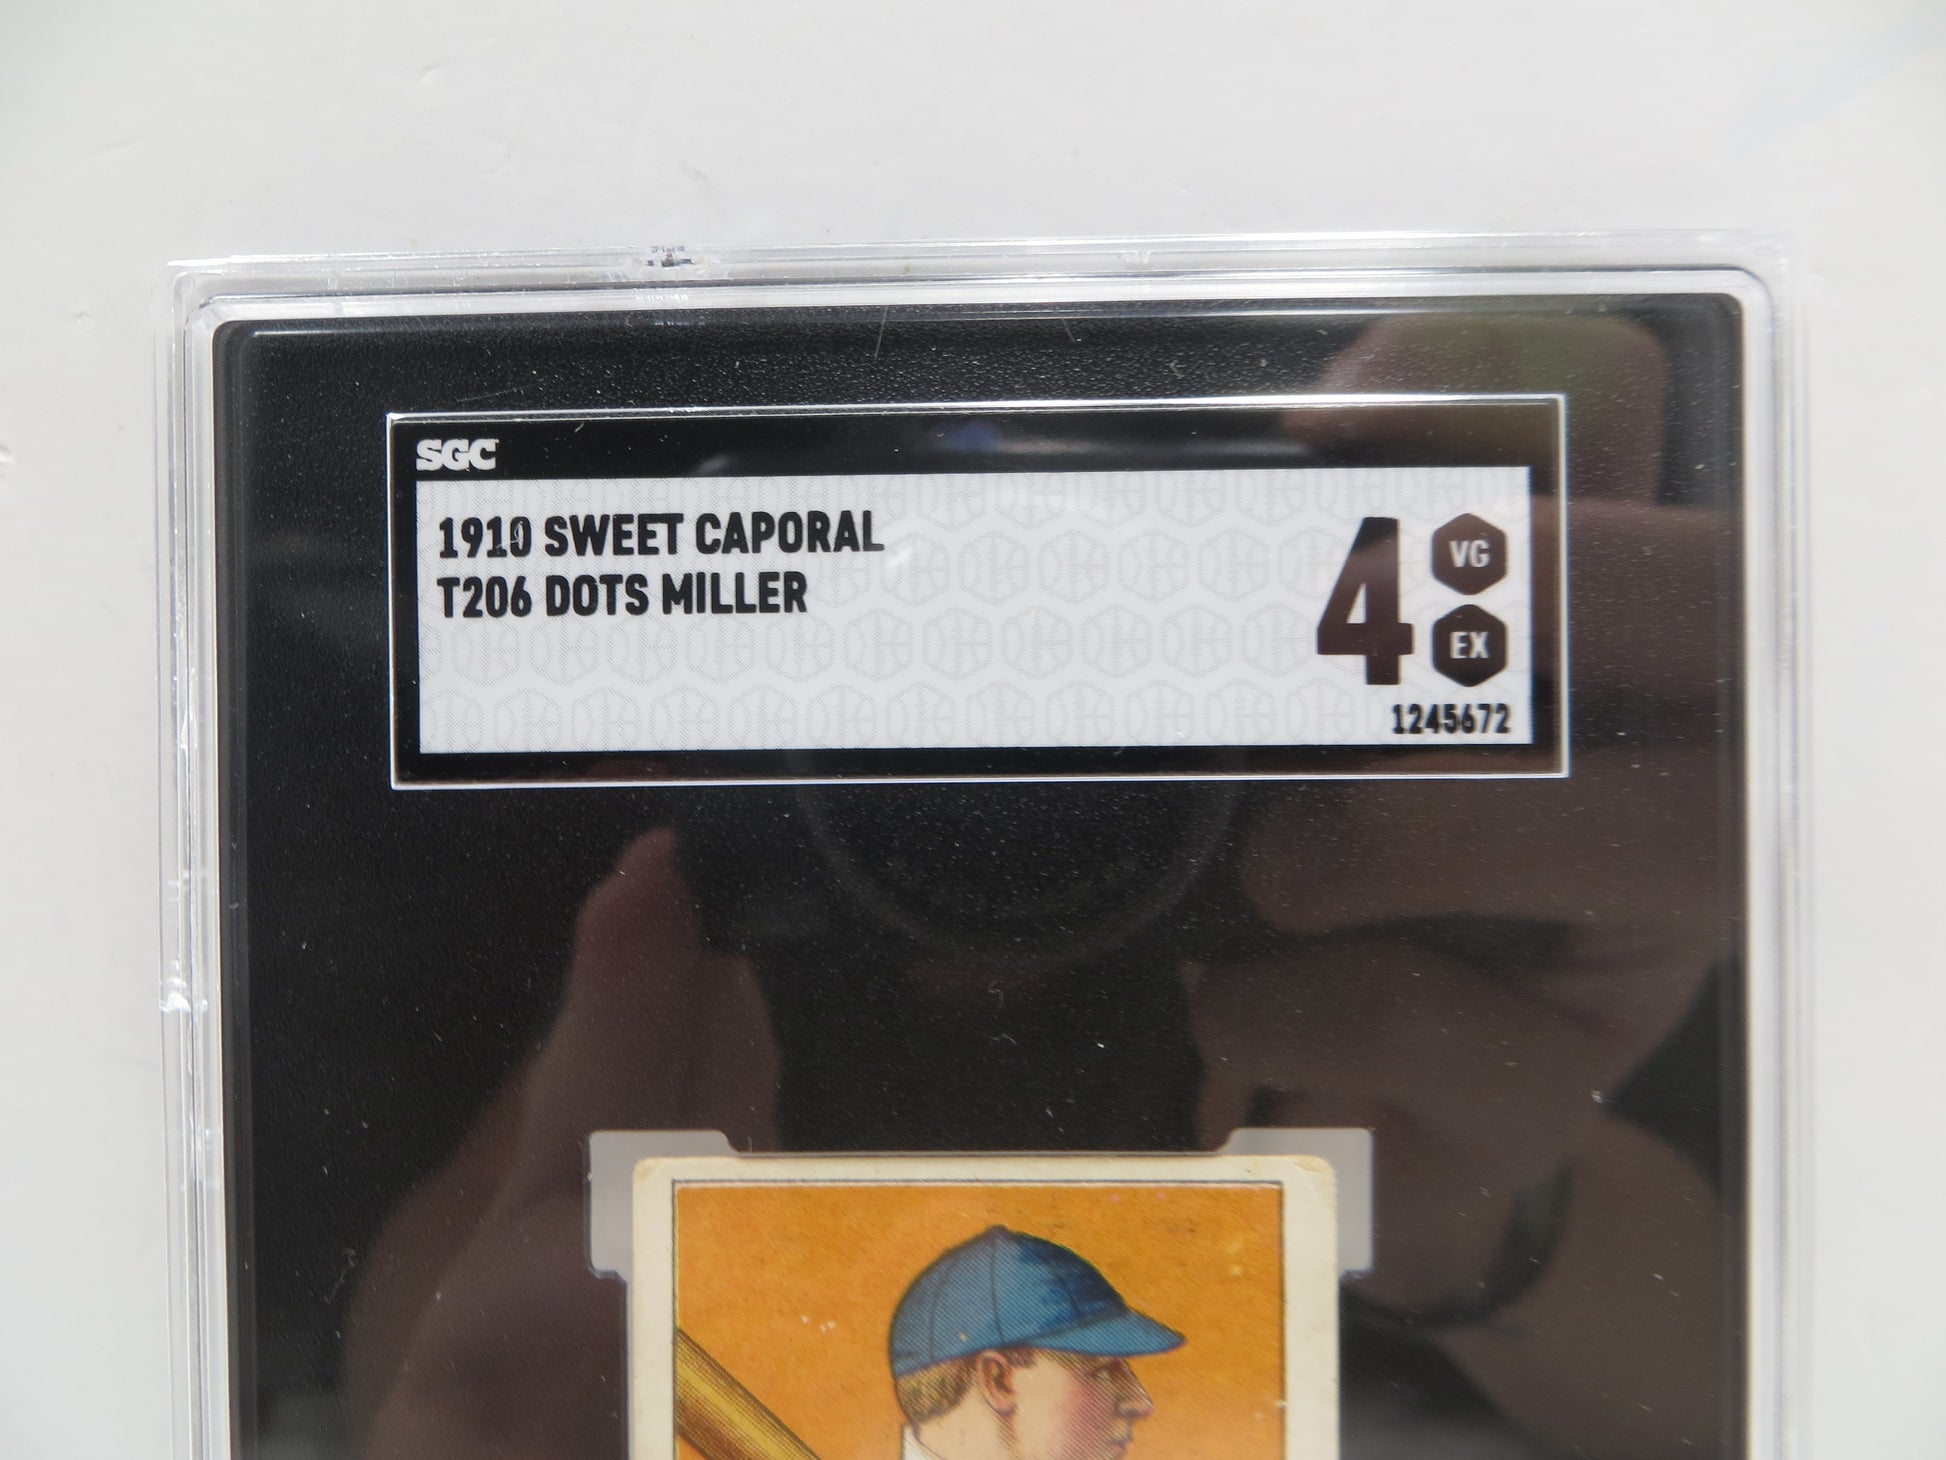 SGC
1910 SWEET CAPORAL
T206 DOTS MILLER
4
VG
EX
1245672